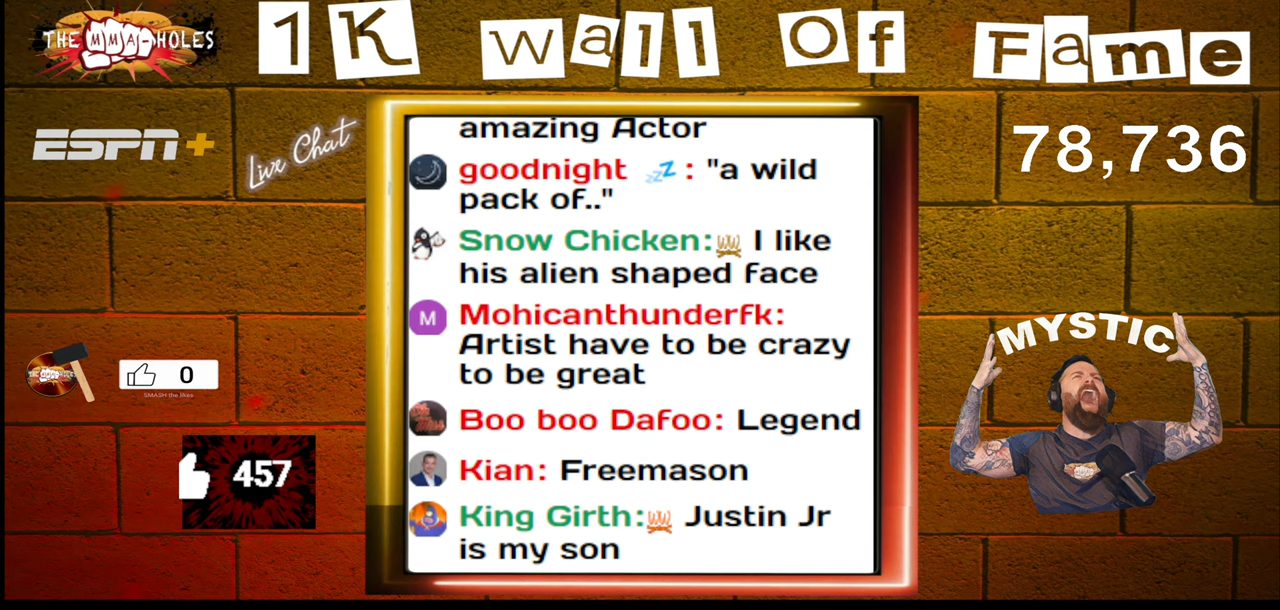 THE MMA-HOLES
1K Wall Of Fame
ESPN+
Live Chat
78,736
amazing Actor
goodnight 💤 : "a wild
pack of.."
Snow Chicken: I like
his alien shaped face
M
Mohicanthunderfk:
Artist have to be crazy
to be great
Boo boo Dafoo: Legend
Kian: Freemason
King Girth: Justin Jr
is my son
0
SMASH the likes
457
MYSTIC